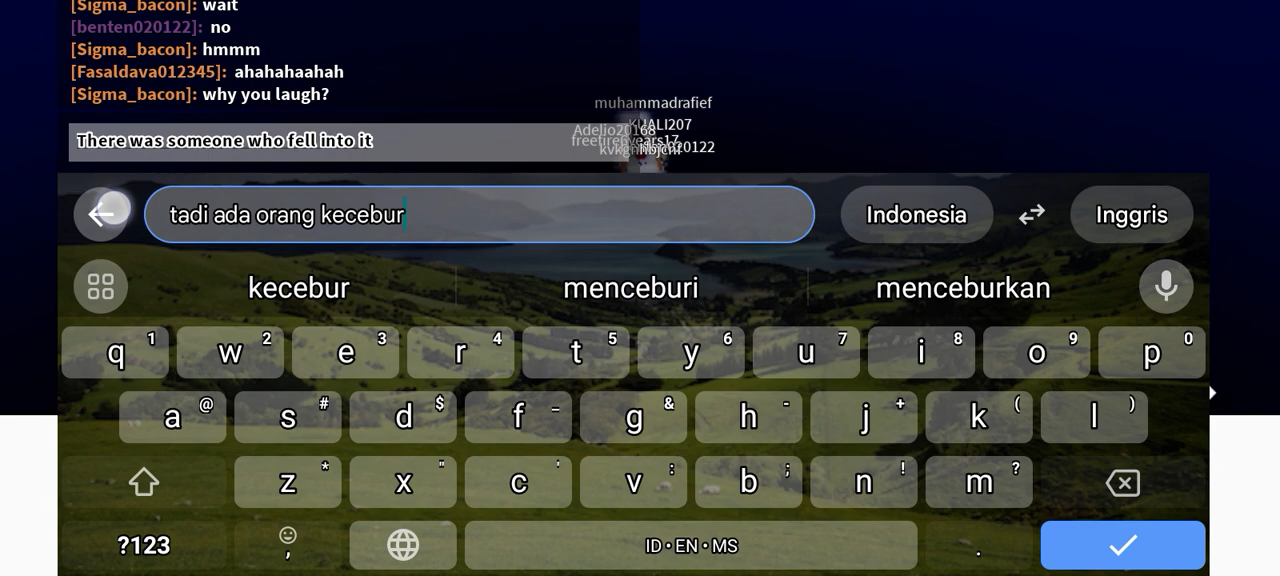 [Sigma_bacon]: wait
[benten020122]: no
[Sigma_bacon]: hmmm
[Fasaldava012345]: ahahahaahah
[Sigma_bacon]: why you laugh?
muhammadrafief
KUALI207
Adelio20168
There was someone who fell into it
tadi ada orang kecebur
Indonesia
Inggris
kecebur
menceburi
menceburkan
q 1 w 2 e 3 r 4 t 5 y 6 u 7 i 8 o 9 p 0
a @ s # d $ f _ g & h - j + k ( l )
z * x " c ' v : b ; n ! m ?
?123 , ID • EN • MS .